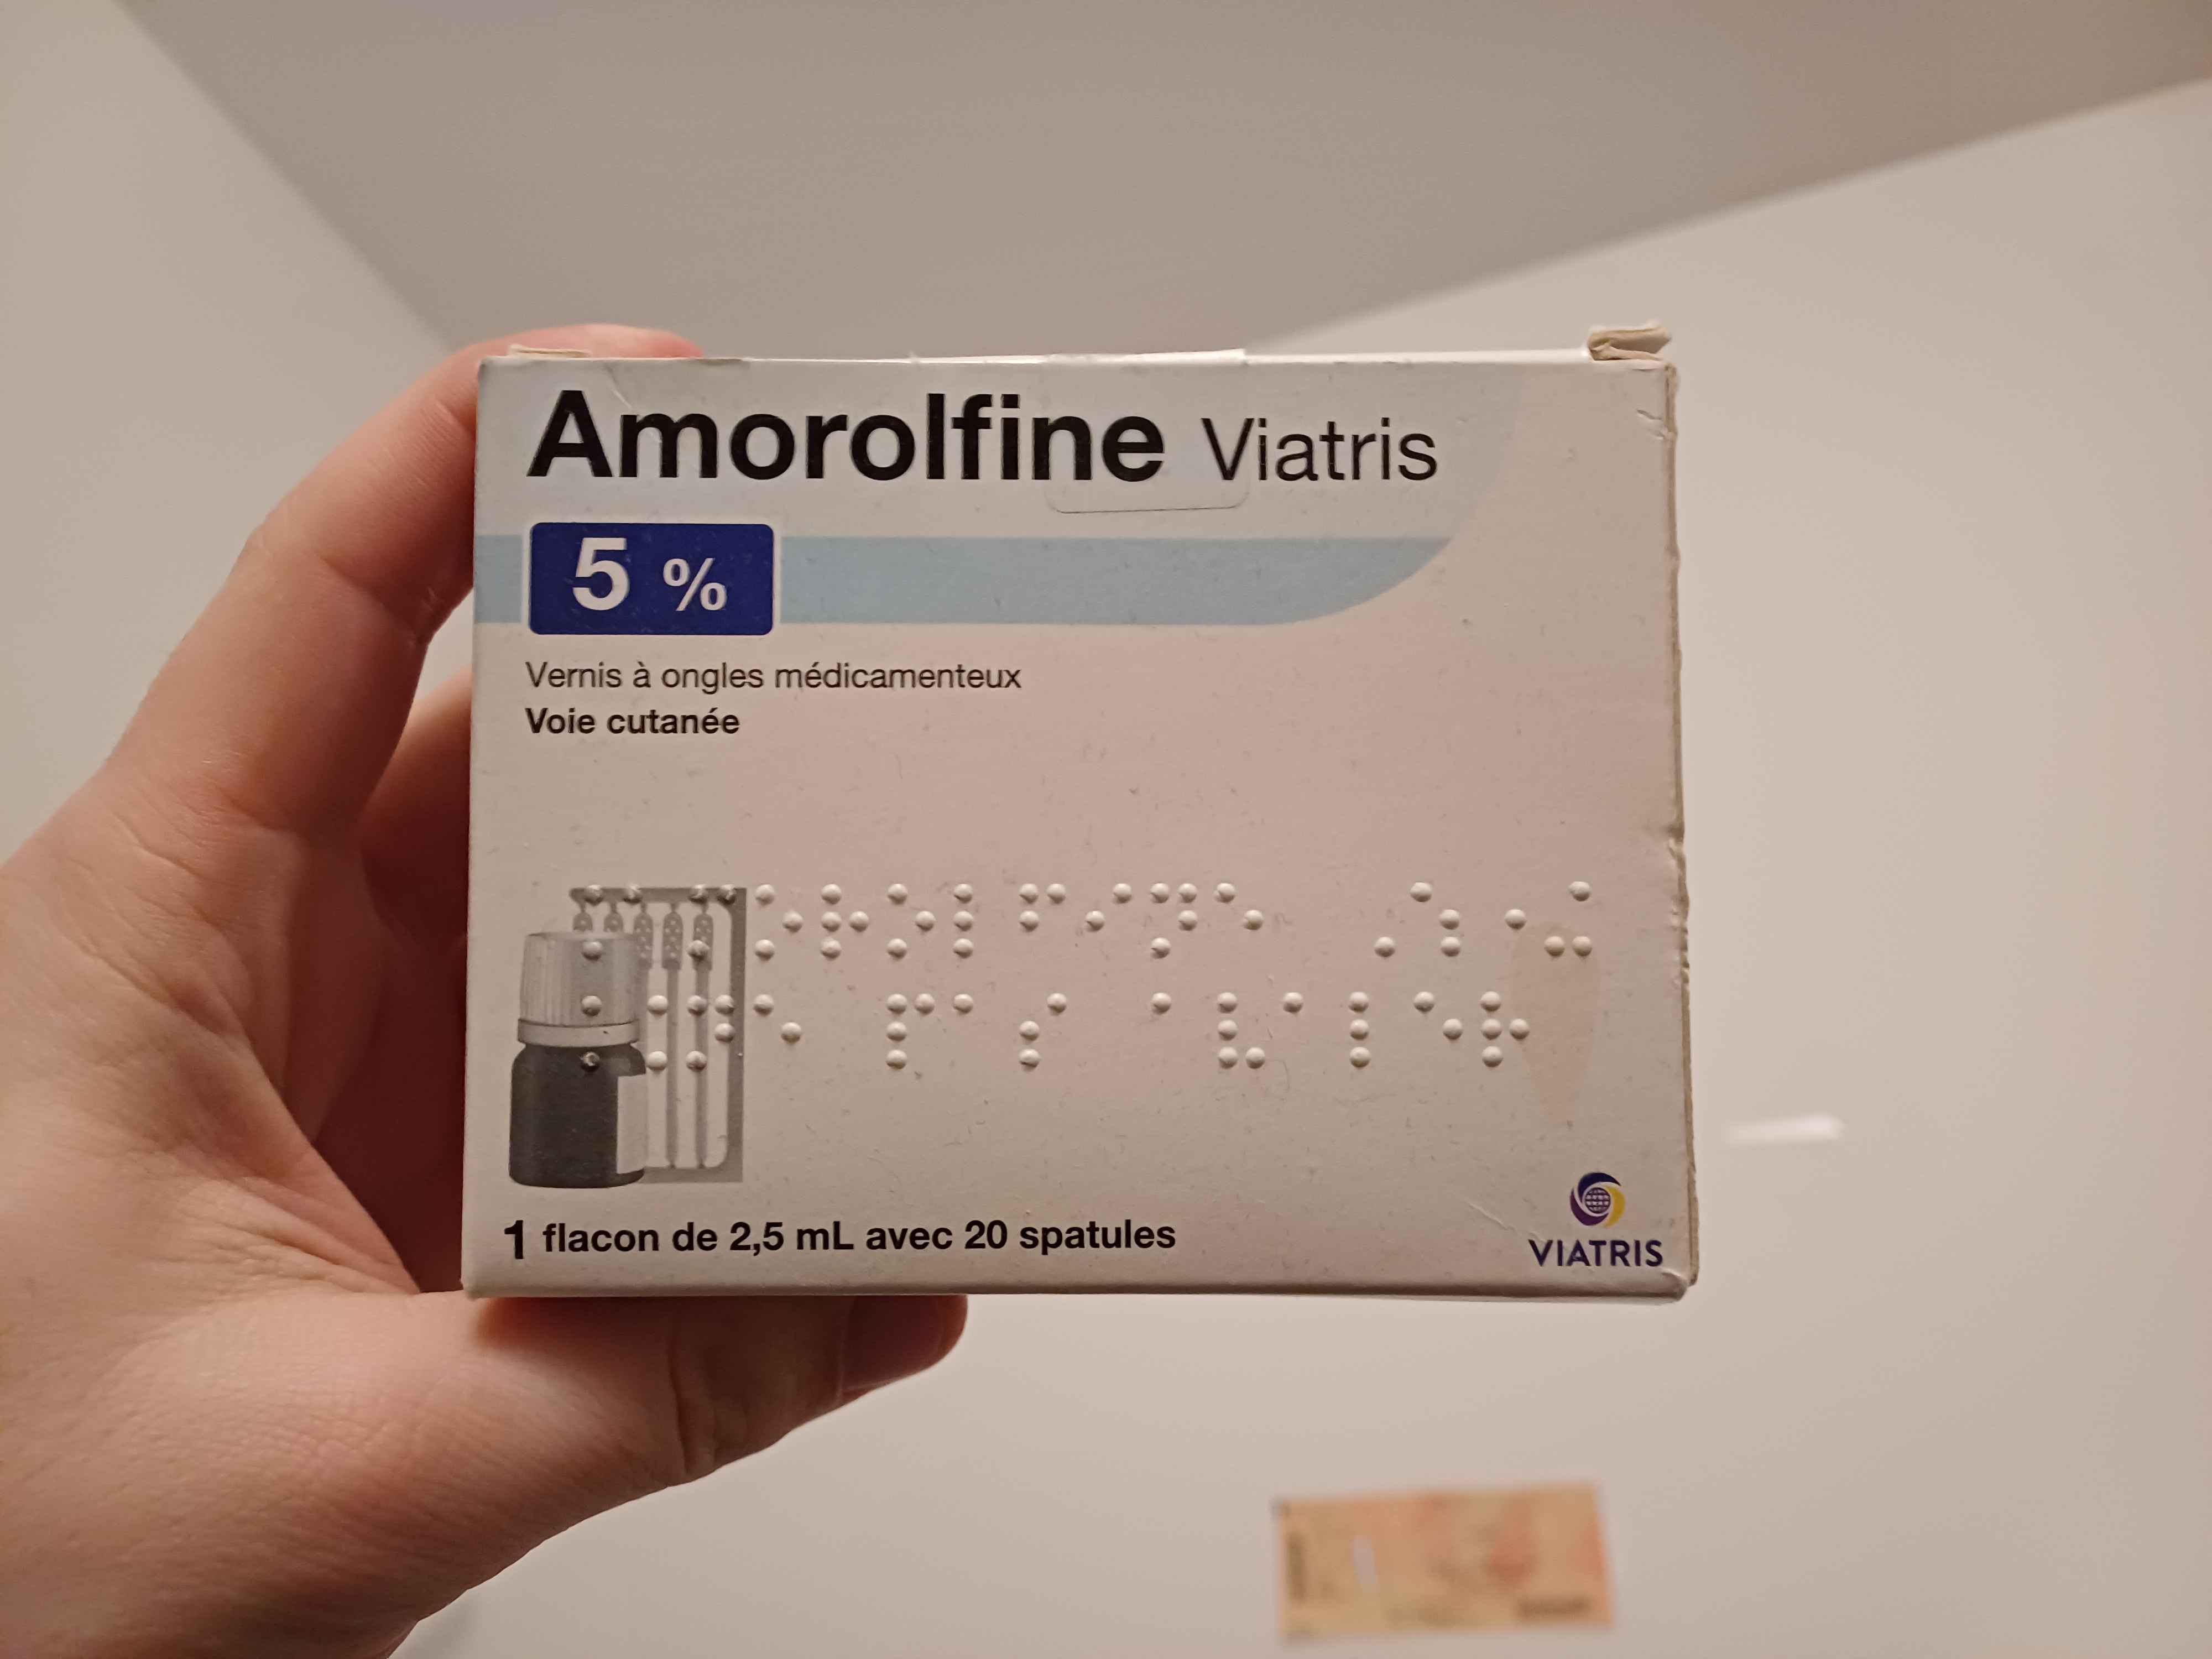 Amorolfine Viatris
5 %
Vernis à ongles médicamenteux
Voie cutanée
1 flacon de 2,5 mL avec 20 spatules
VIATRIS